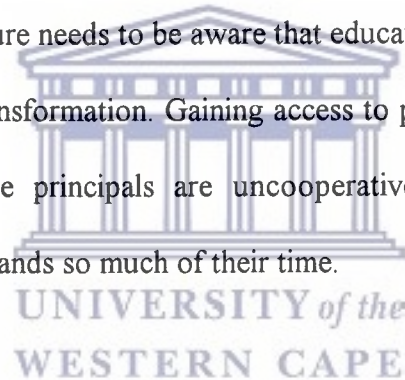 ure needs to be aware that educa
nsformation. Gaining access to p
e principals are uncooperative
ands so much of their time.
UNIVERSITY of the
WESTERN CAPE